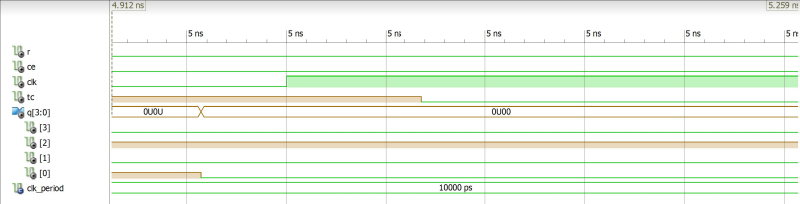 4.912 ns 5.259 ns
5 ns 5 ns 5 ns 5 ns 5 ns 5 ns 5 n
r
ce
clk
tc
q[3:0] 0U0U 0U00
[3]
[2]
[1]
[0]
clk_period 10000 ps